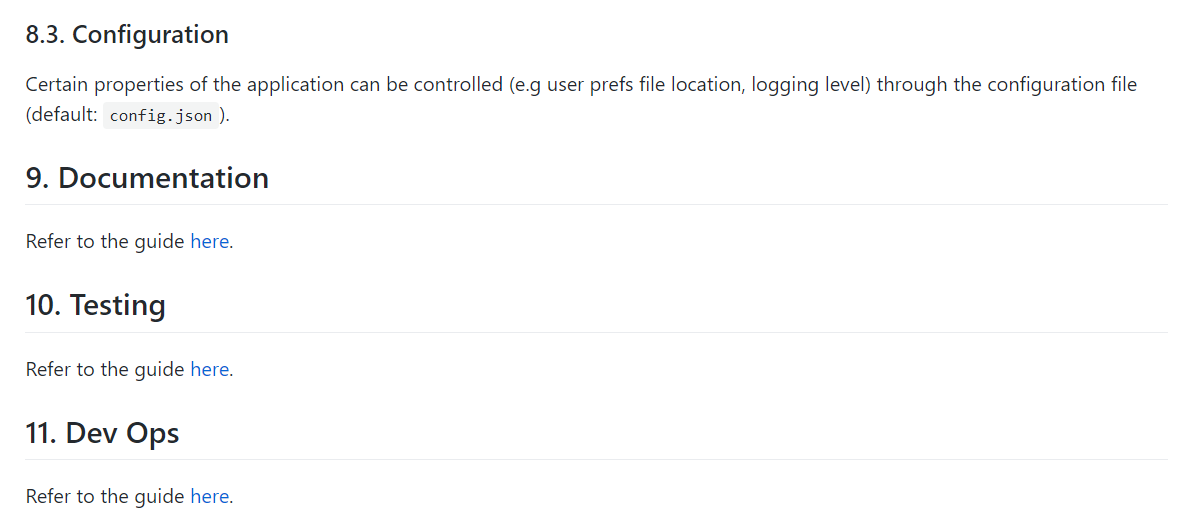 8.3. Configuration
Certain properties of the application can be controlled (e.g user prefs file location, logging level) through the configuration file
(default: config.json ).
9. Documentation
Refer to the guide here.
10. Testing
Refer to the guide here.
11. Dev Ops
Refer to the guide here.